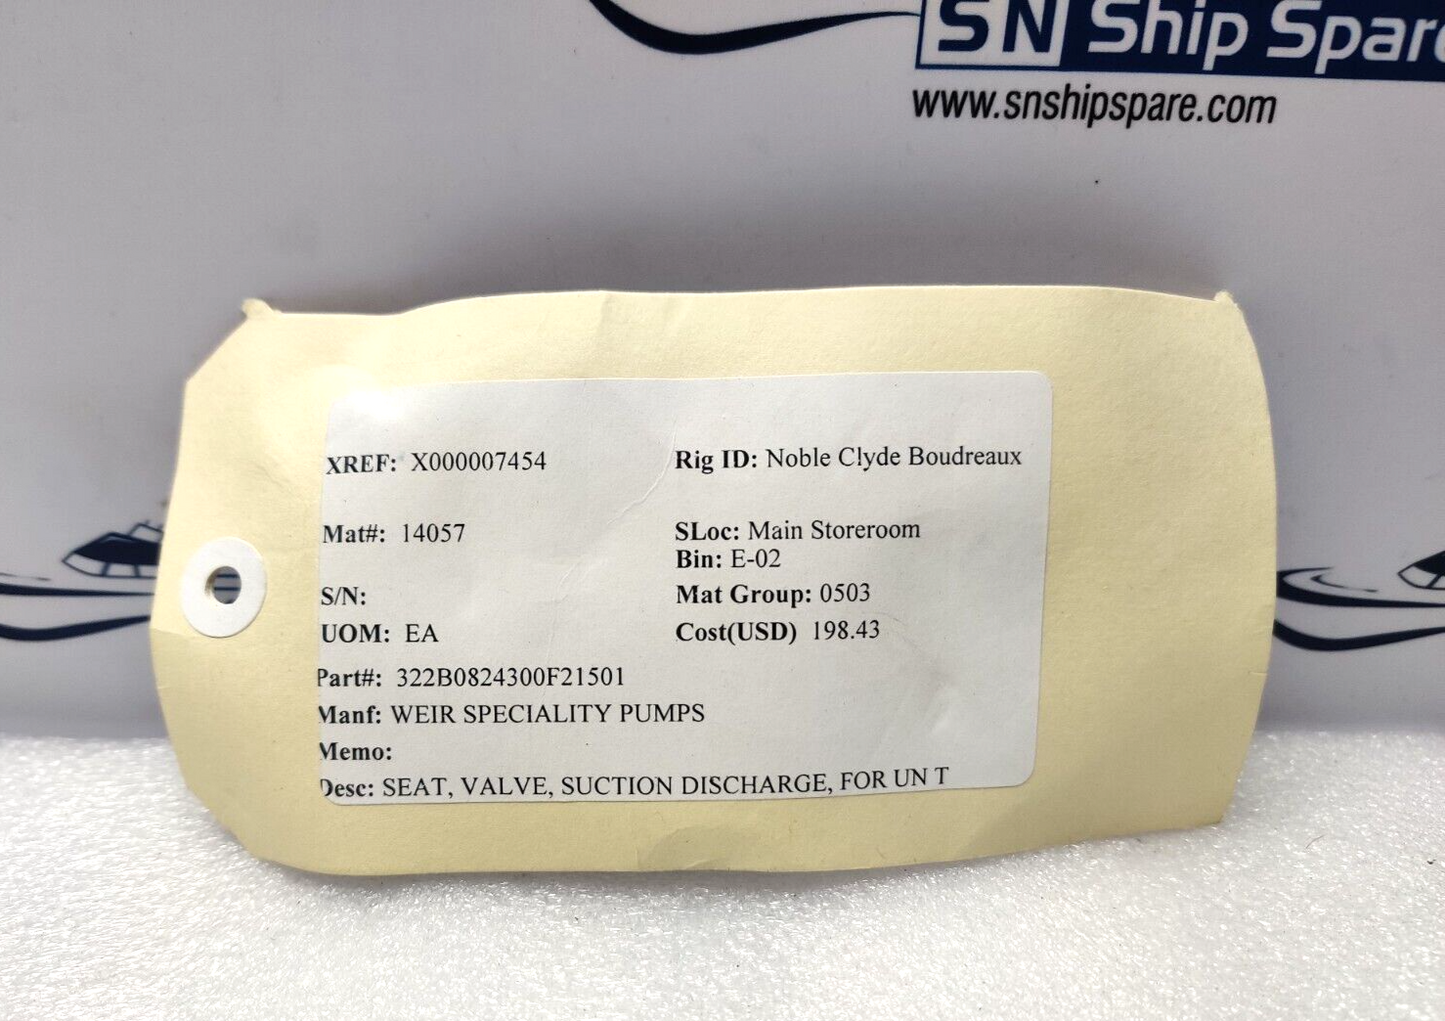 SN Ship Spare
www.snshipspare.com
XREF: X000007454 Rig ID: Noble Clyde Boudreaux
Mat#: 14057 SLoc: Main Storeroom
Bin: E-02
S/N: Mat Group: 0503
UOM: EA Cost(USD) 198.43
Part#: 322B0824300F21501
Manf: WEIR SPECIALITY PUMPS
Memo:
Desc: SEAT, VALVE, SUCTION DISCHARGE, FOR UN T